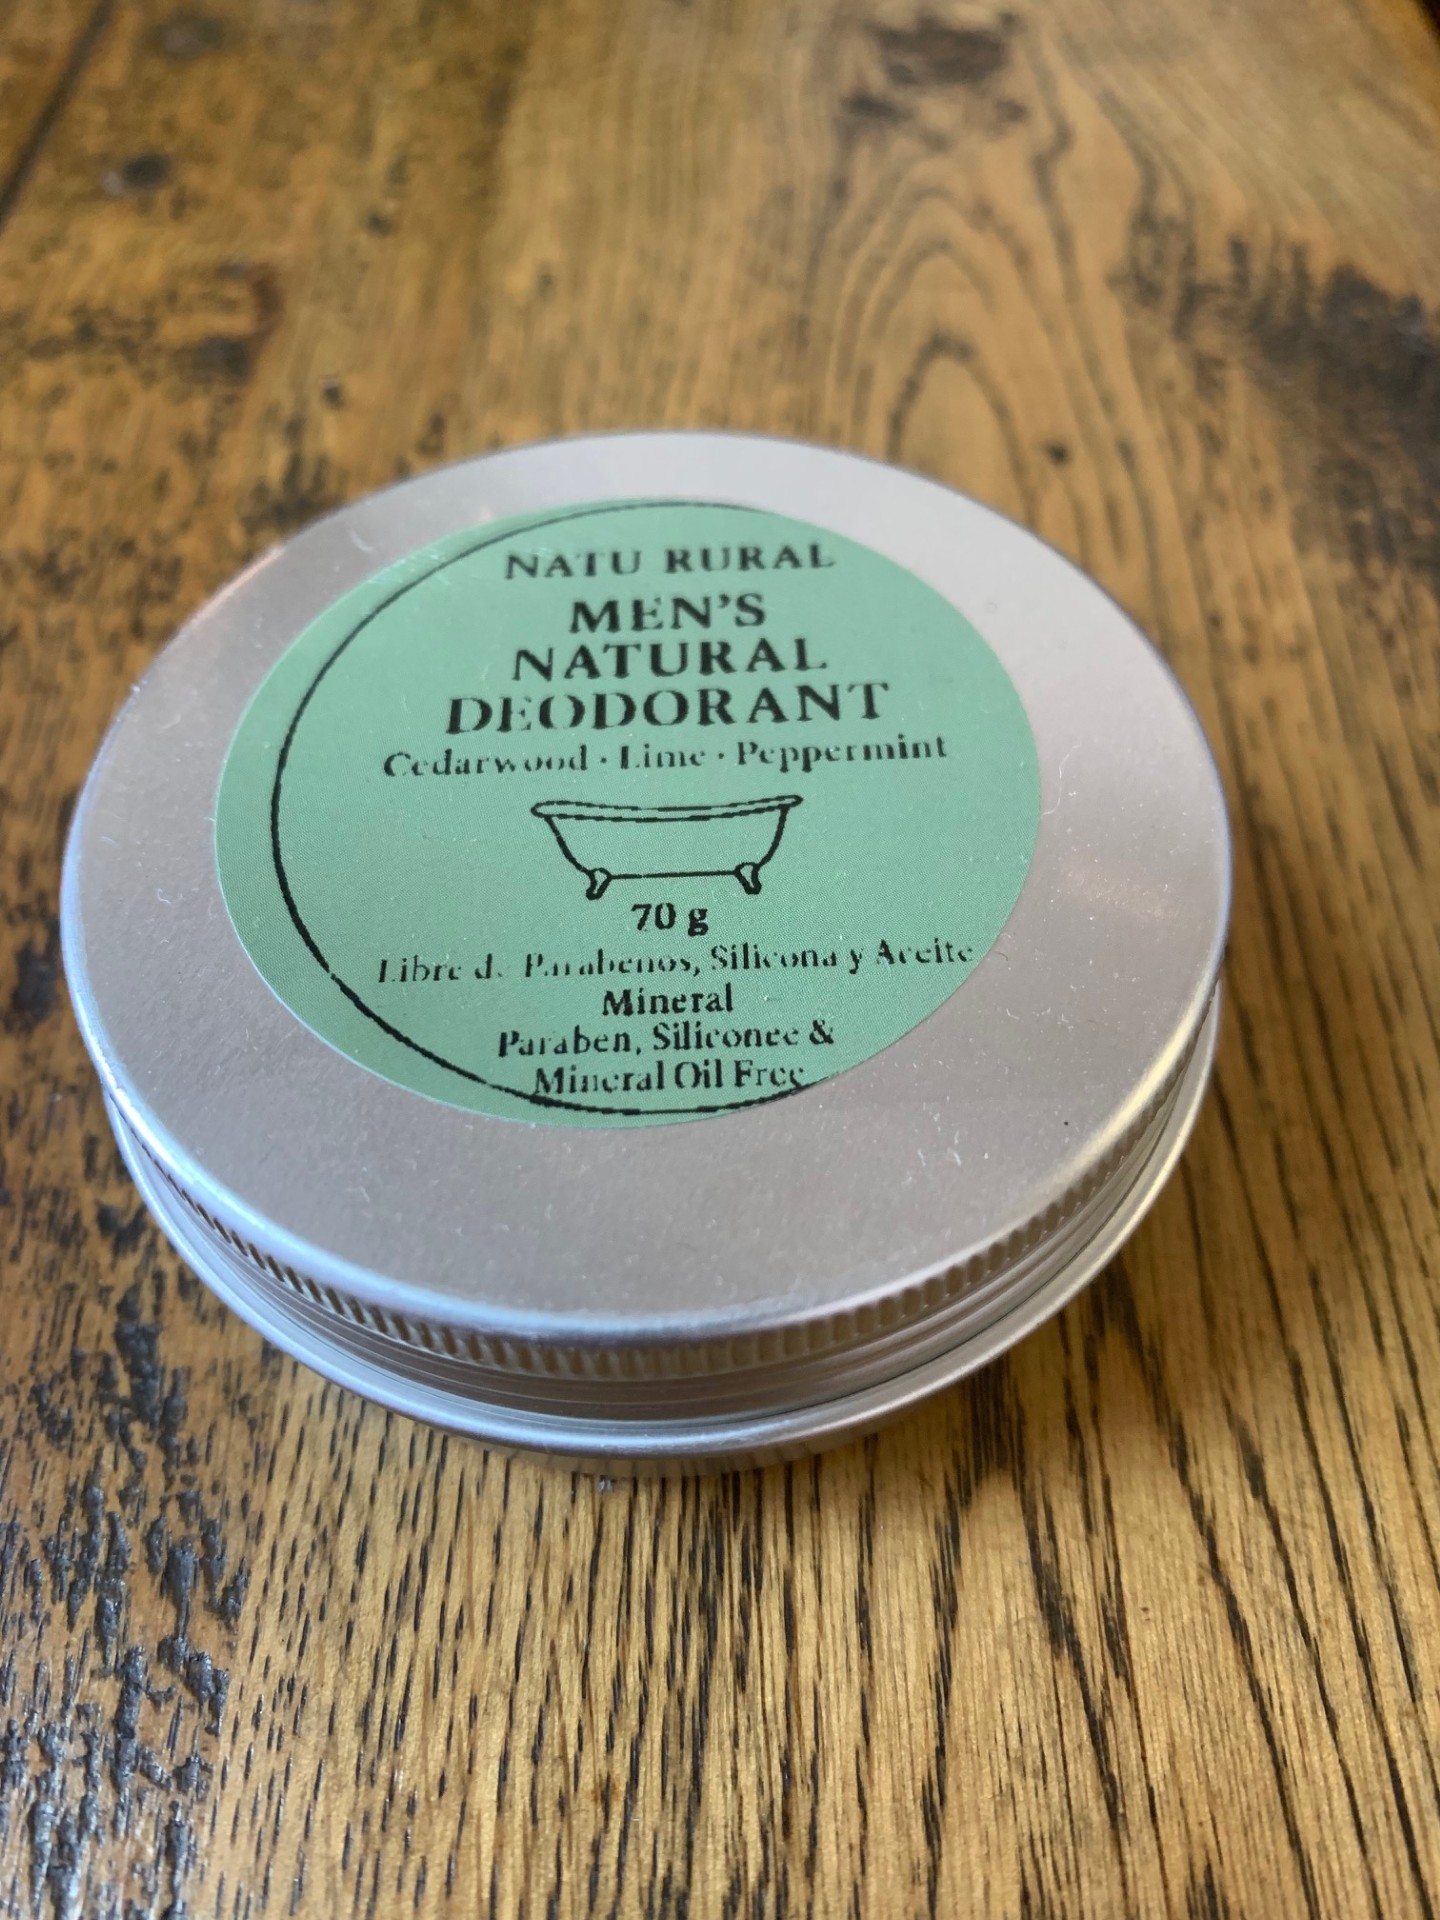 NATU RURAL
MEN'S
NATURAL
DEODORANT
Cedarwood · Lime · Peppermint
70 g
Libre de Parabenos, Silicona y Aceite
Mineral
Paraben, Siliconee &
Mineral Oil Free